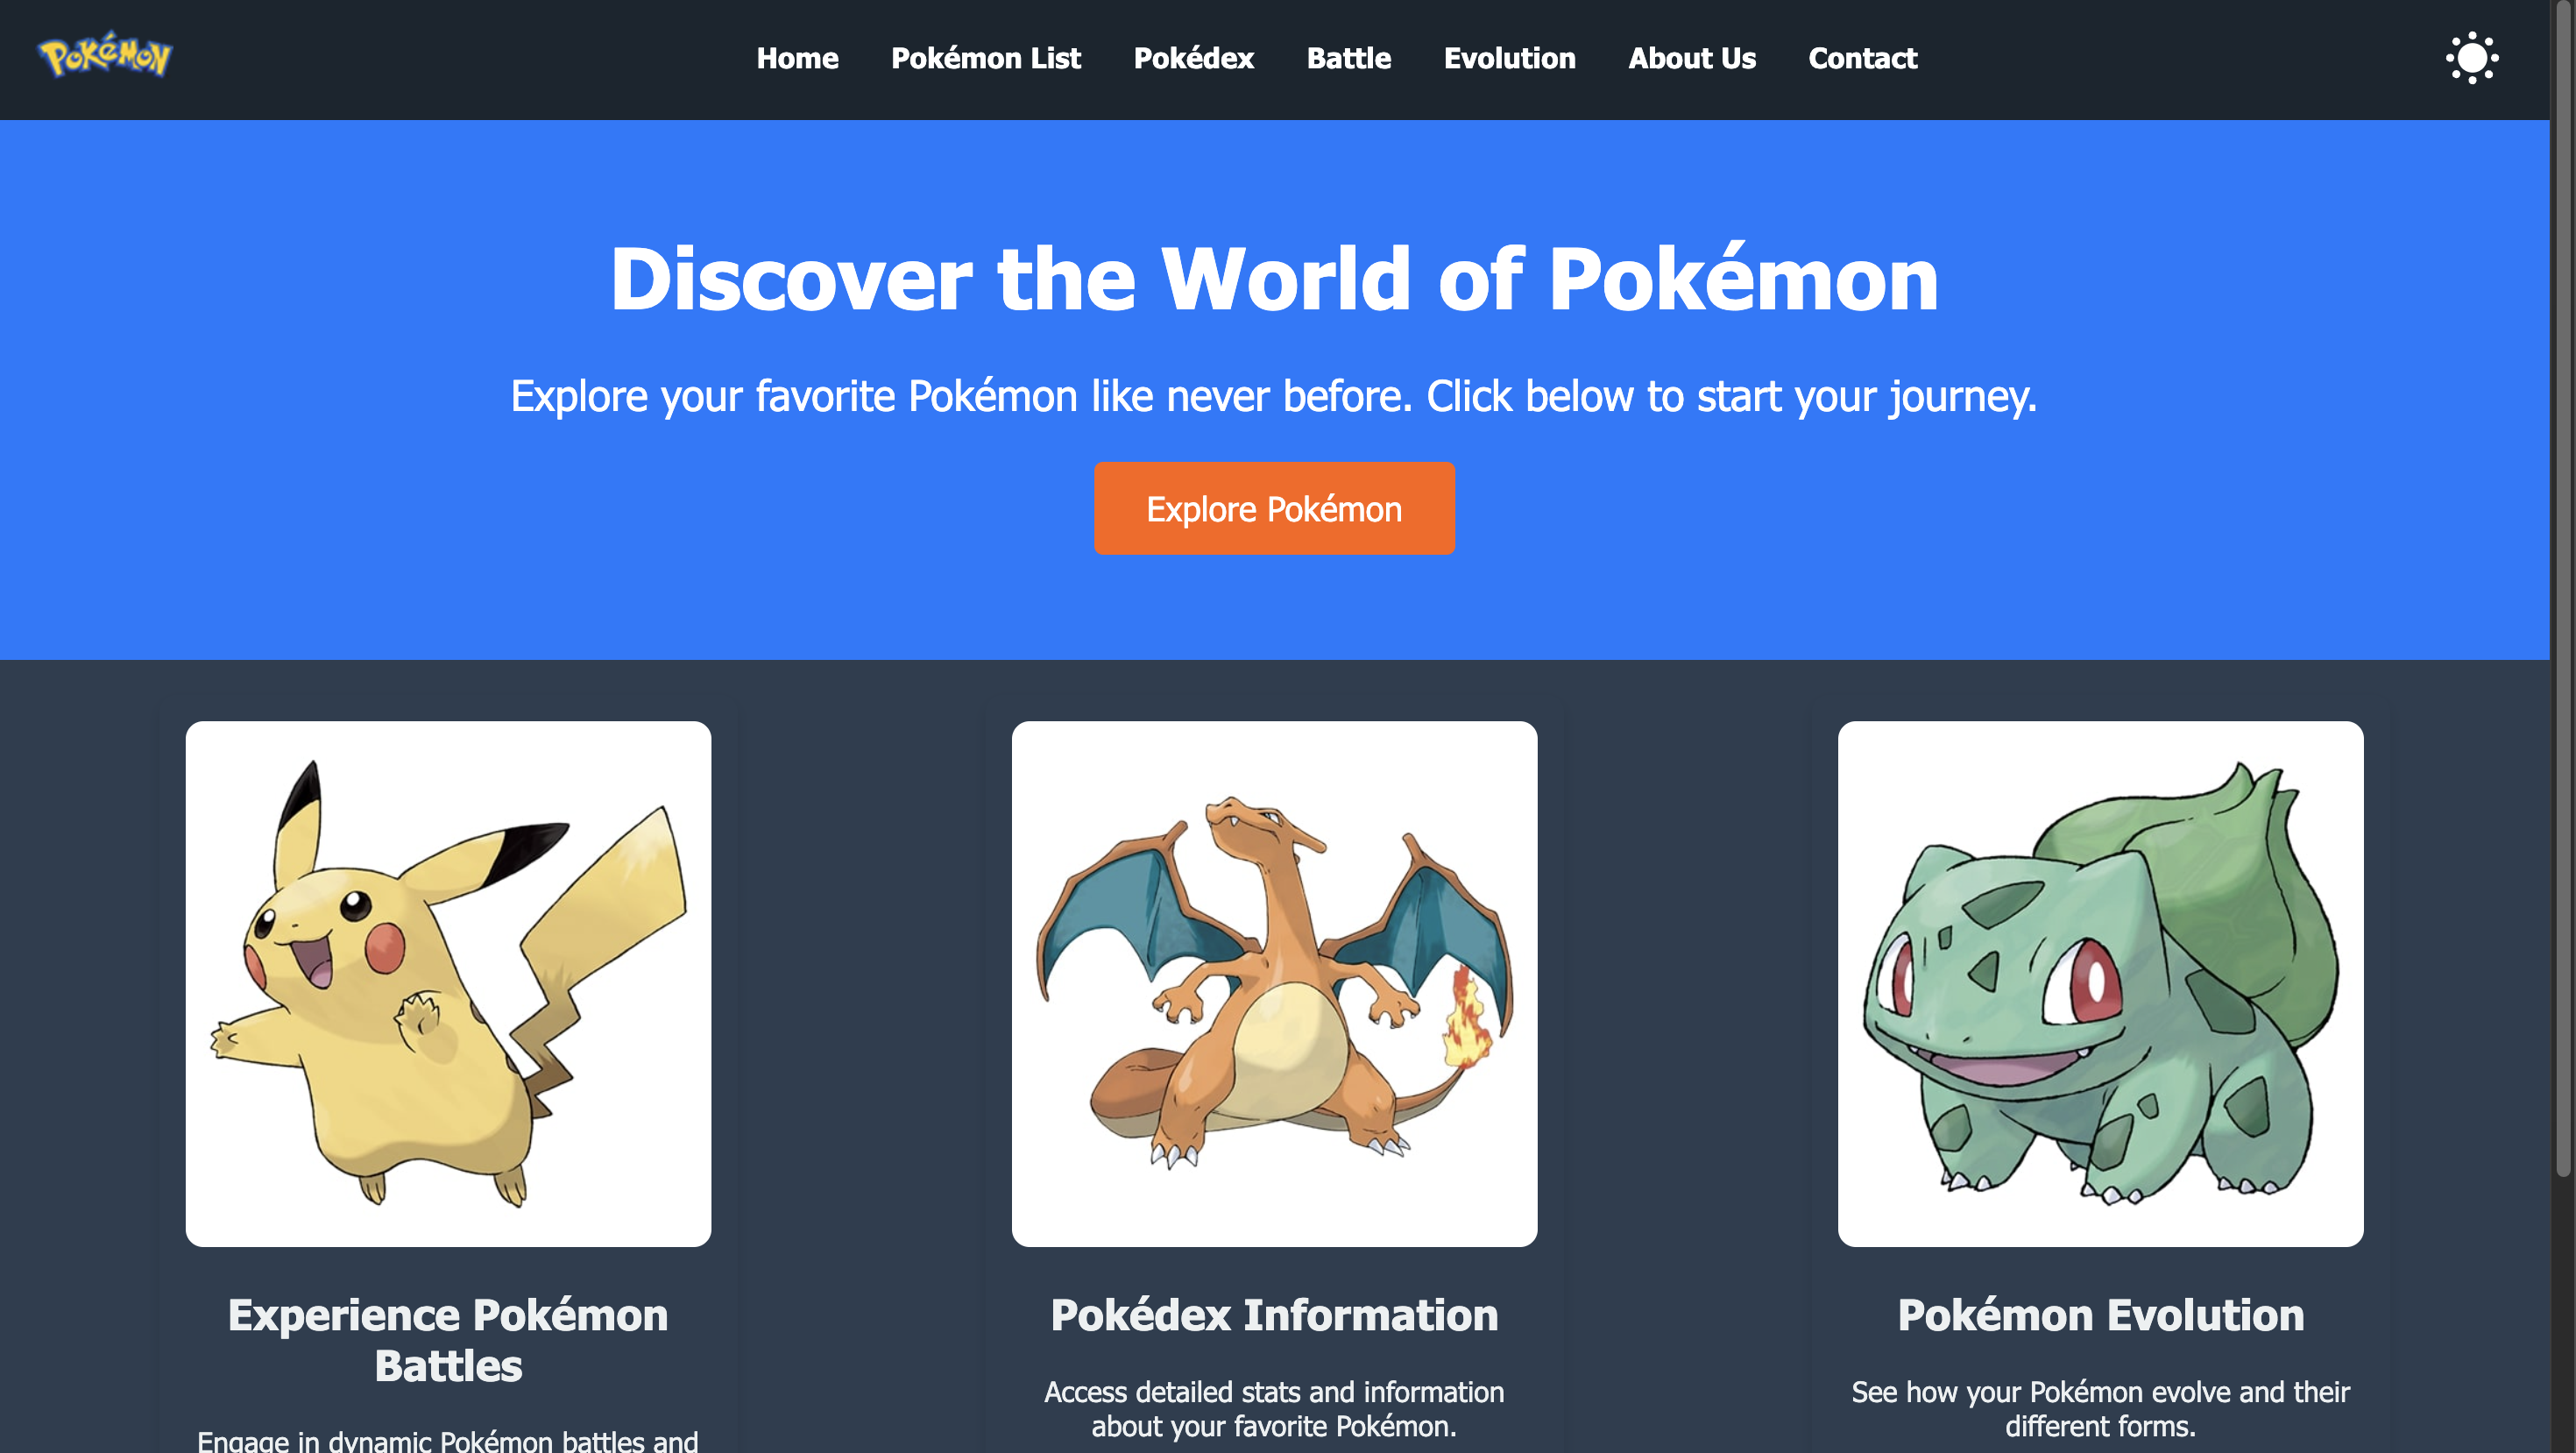 Pokémon
Home Pokémon List Pokédex Battle Evolution About Us Contact
Discover the World of Pokémon
Explore your favorite Pokémon like never before. Click below to start your journey.
Explore Pokémon
Experience Pokémon
Battles
Engage in dynamic Pokémon battles and
Pokédex Information
Access detailed stats and information
about your favorite Pokémon.
Pokémon Evolution
See how your Pokémon evolve and their
different forms.